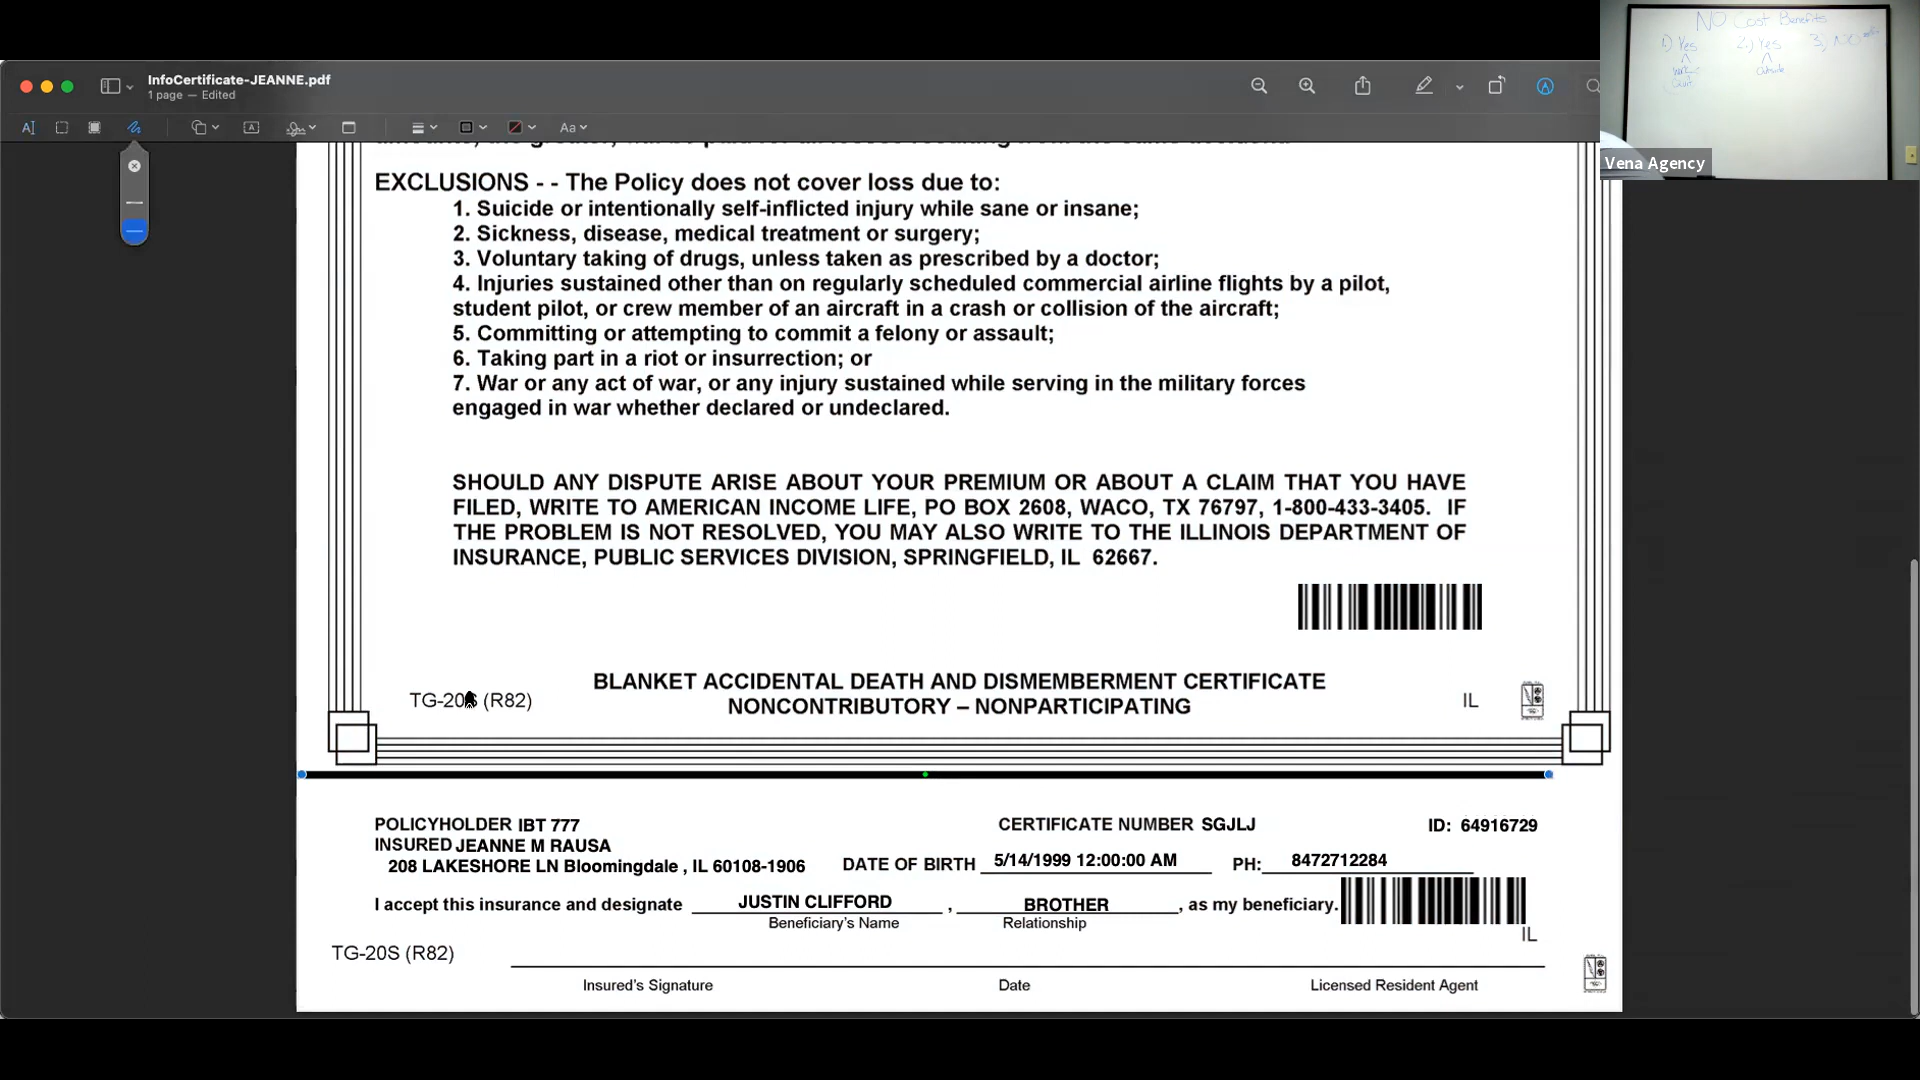 InfoCertificate-JEANNE.pdf
1 page — Edited
Aa
NO Cost Benefits
1.) Yes 2.) Yes 3.) NO
outside
Vena Agency
EXCLUSIONS - - The Policy does not cover loss due to:
1. Suicide or intentionally self-inflicted injury while sane or insane;
2. Sickness, disease, medical treatment or surgery;
3. Voluntary taking of drugs, unless taken as prescribed by a doctor;
4. Injuries sustained other than on regularly scheduled commercial airline flights by a pilot,
student pilot, or crew member of an aircraft in a crash or collision of the aircraft;
5. Committing or attempting to commit a felony or assault;
6. Taking part in a riot or insurrection; or
7. War or any act of war, or any injury sustained while serving in the military forces
engaged in war whether declared or undeclared.
SHOULD ANY DISPUTE ARISE ABOUT YOUR PREMIUM OR ABOUT A CLAIM THAT YOU HAVE
FILED, WRITE TO AMERICAN INCOME LIFE, PO BOX 2608, WACO, TX 76797, 1-800-433-3405. IF
THE PROBLEM IS NOT RESOLVED, YOU MAY ALSO WRITE TO THE ILLINOIS DEPARTMENT OF
INSURANCE, PUBLIC SERVICES DIVISION, SPRINGFIELD, IL 62667.
BLANKET ACCIDENTAL DEATH AND DISMEMBERMENT CERTIFICATE
TG-20S (R82) NONCONTRIBUTORY – NONPARTICIPATING IL
POLICYHOLDER IBT 777 CERTIFICATE NUMBER SGJLJ ID: 64916729
INSURED JEANNE M RAUSA
208 LAKESHORE LN Bloomingdale , IL 60108-1906 DATE OF BIRTH 5/14/1999 12:00:00 AM PH: 8472712284
I accept this insurance and designate JUSTIN CLIFFORD , BROTHER , as my beneficiary.
Beneficiary's Name Relationship
IL
TG-20S (R82)
Insured's Signature Date Licensed Resident Agent